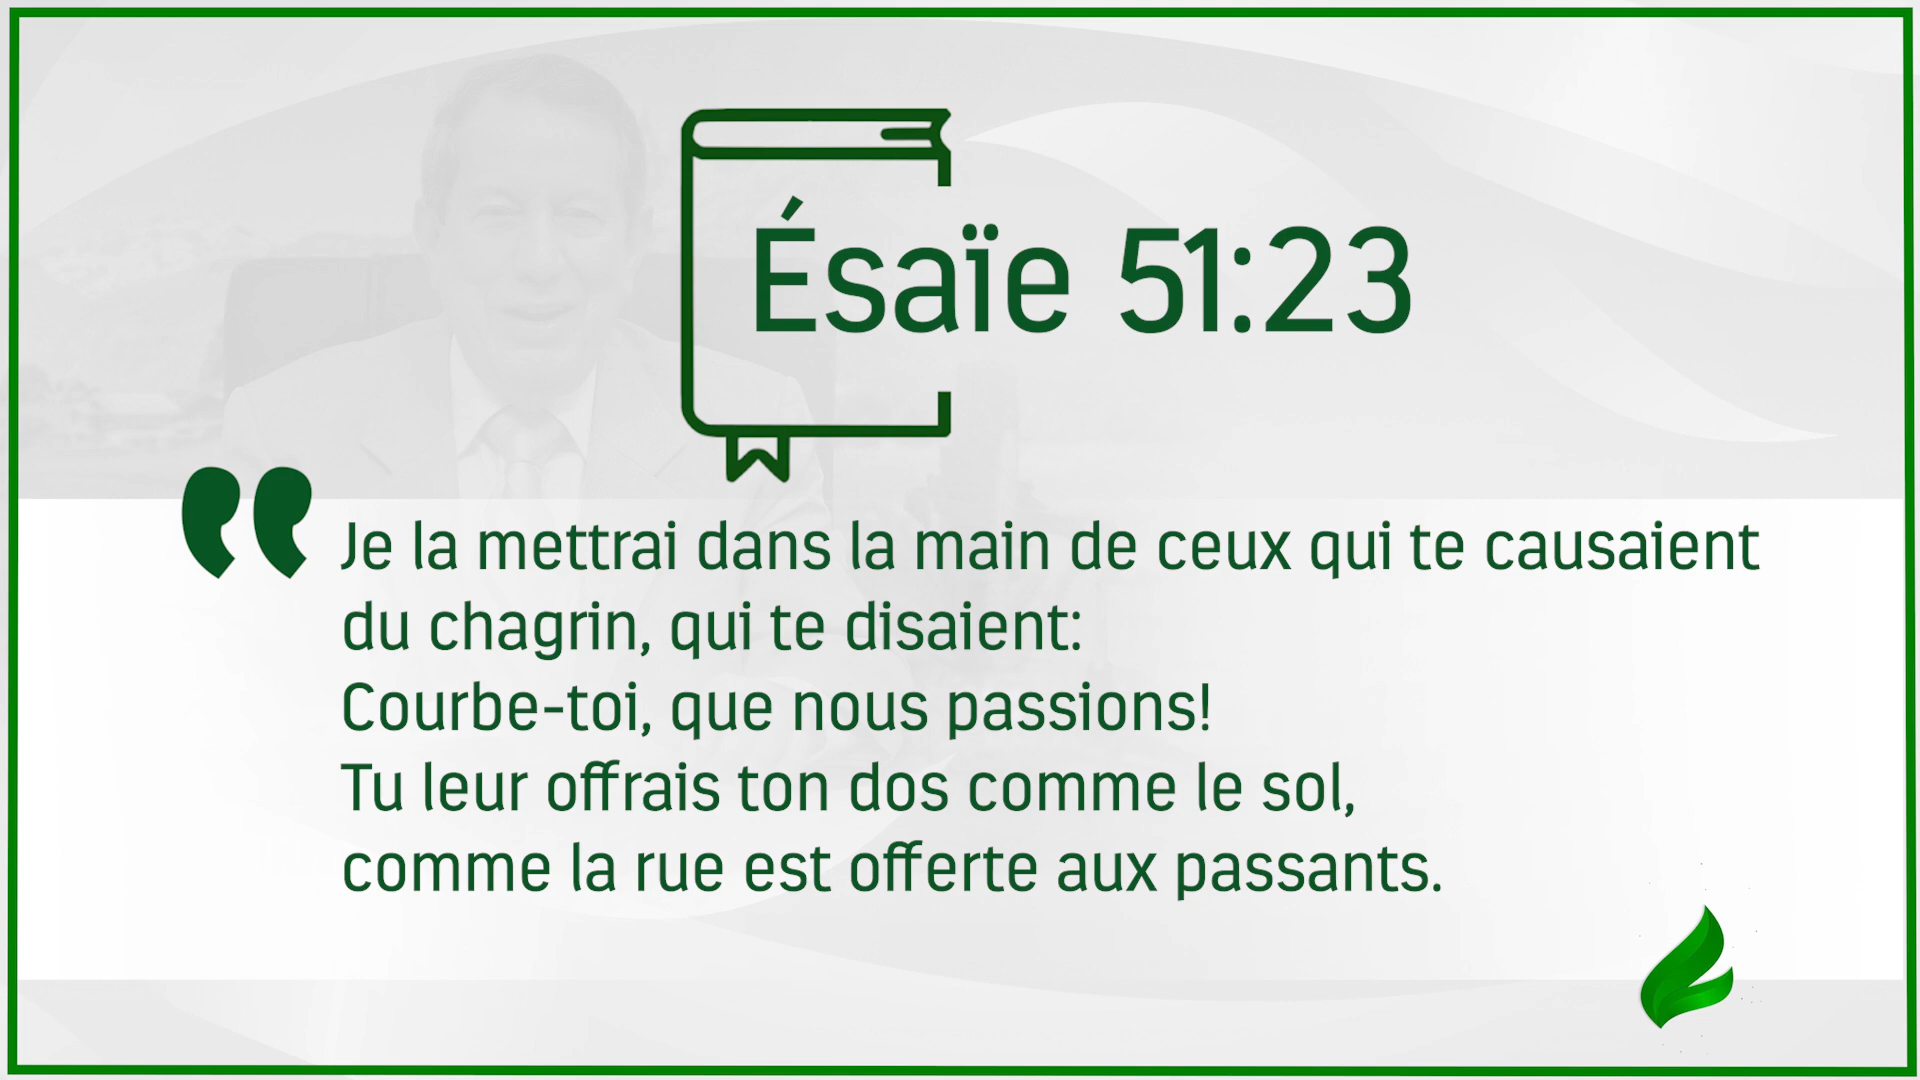 Ésaïe 51:23
Je la mettrai dans la main de ceux qui te causaient
du chagrin, qui te disaient:
Courbe-toi, que nous passions!
Tu leur offrais ton dos comme le sol,
comme la rue est offerte aux passants.